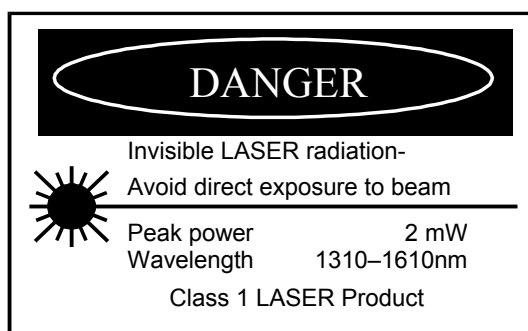 DANGER
Invisible LASER radiation-
Avoid direct exposure to beam
Peak power 2 mW
Wavelength 1310–1610nm
Class 1 LASER Product